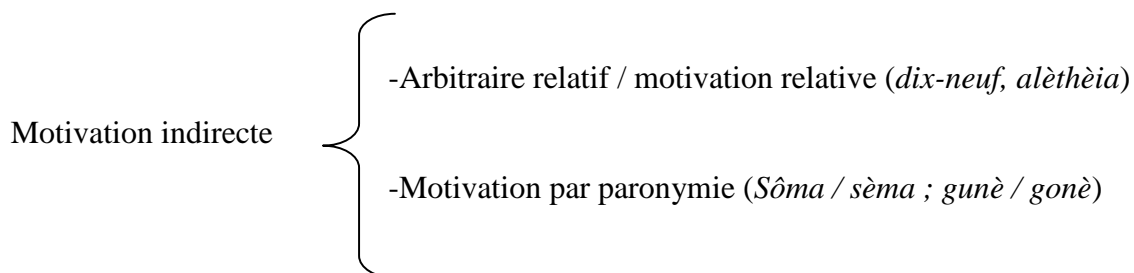 -Arbitraire relatif / motivation relative (dix-neuf, alèthèia)
Motivation indirecte
-Motivation par paronymie (Sôma / sèma ; gunè / gonè)